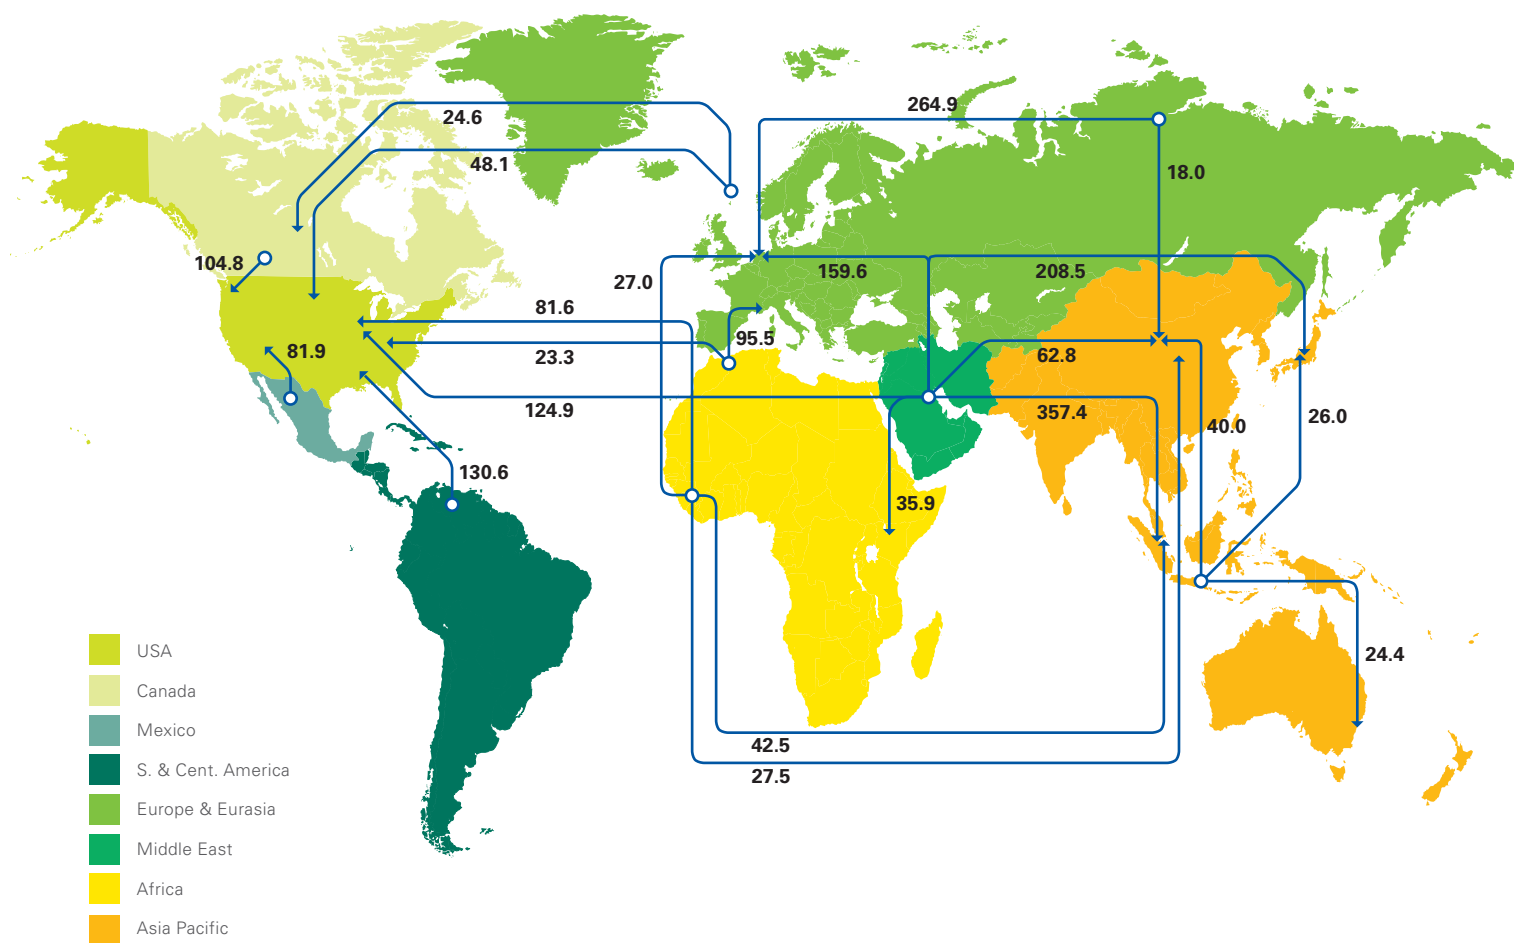 24.6
264.9
48.1
18.0
104.8
27.0
159.6
208.5
81.6
95.5
81.9
23.3
62.8
124.9
357.4
40.0
26.0
130.6
35.9
24.4
42.5
27.5
USA
Canada
Mexico
S. & Cent. America
Europe & Eurasia
Middle East
Africa
Asia Pacific